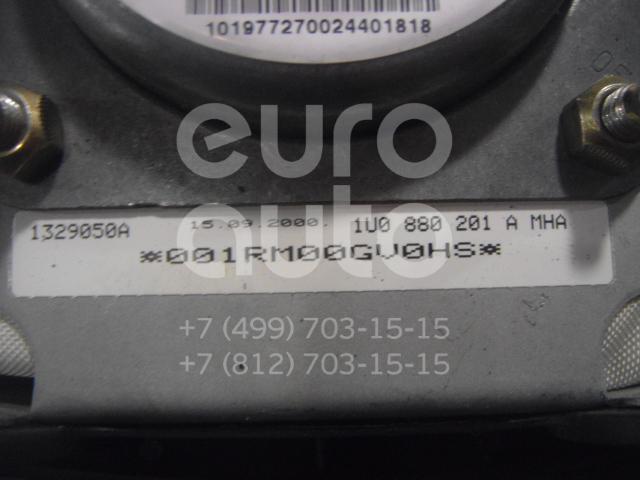 101977270024401818
euro
auto
1329050A 15.09.2000. 1U0 880 201 A MHA
*001RM00GV0HS*
+7 (499) 703-15-15
+7 (812) 703-15-15